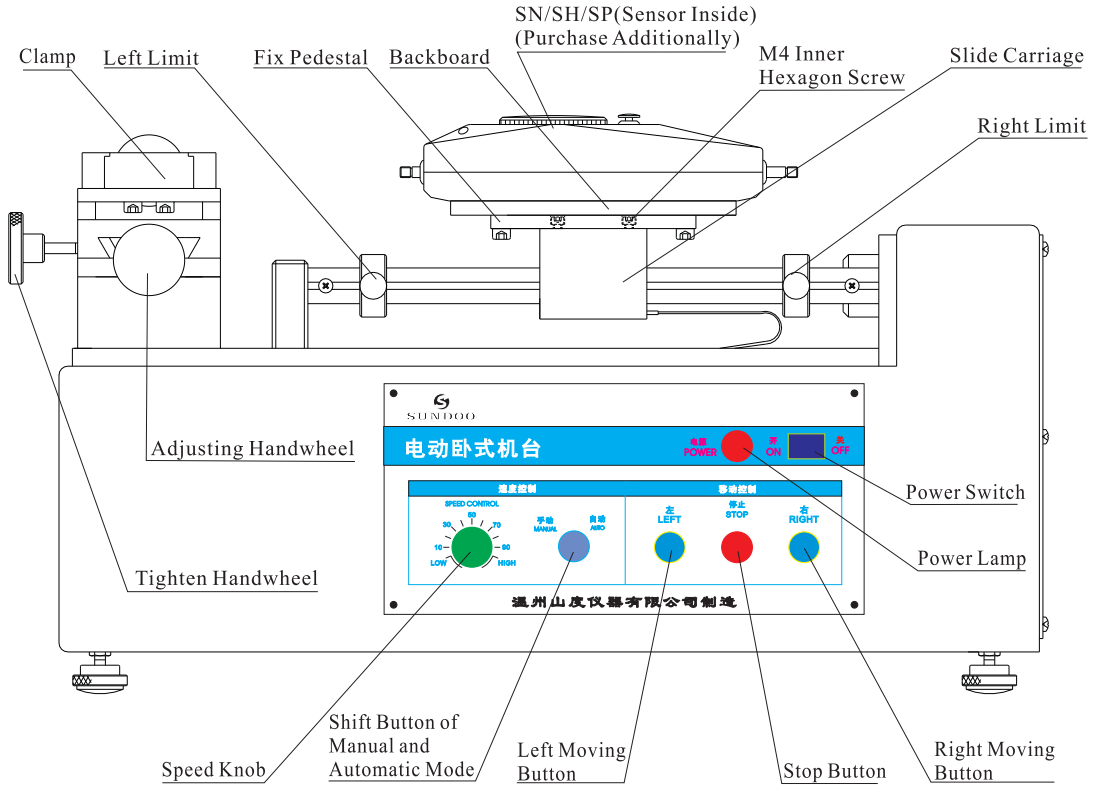 SN/SH/SP(Sensor Inside)
(Purchase Additionally)
Clamp
Left Limit
Fix Pedestal
Backboard
M4 Inner
Hexagon Screw
Slide Carriage
Right Limit
SUNDOO
电动卧式机台
电源
POWER
开
ON
关
OFF
Adjusting Handwheel
Power Switch
速度控制
移动控制
SPEED CONTROL
LOW
10
30
50
70
90
HIGH
手动
MANUAL
自动
AUTO
左
LEFT
停止
STOP
右
RIGHT
Power Lamp
Tighten Handwheel
温州山度仪器有限公司制造
Shift Button of
Manual and
Automatic Mode
Speed Knob
Left Moving
Button
Stop Button
Right Moving
Button